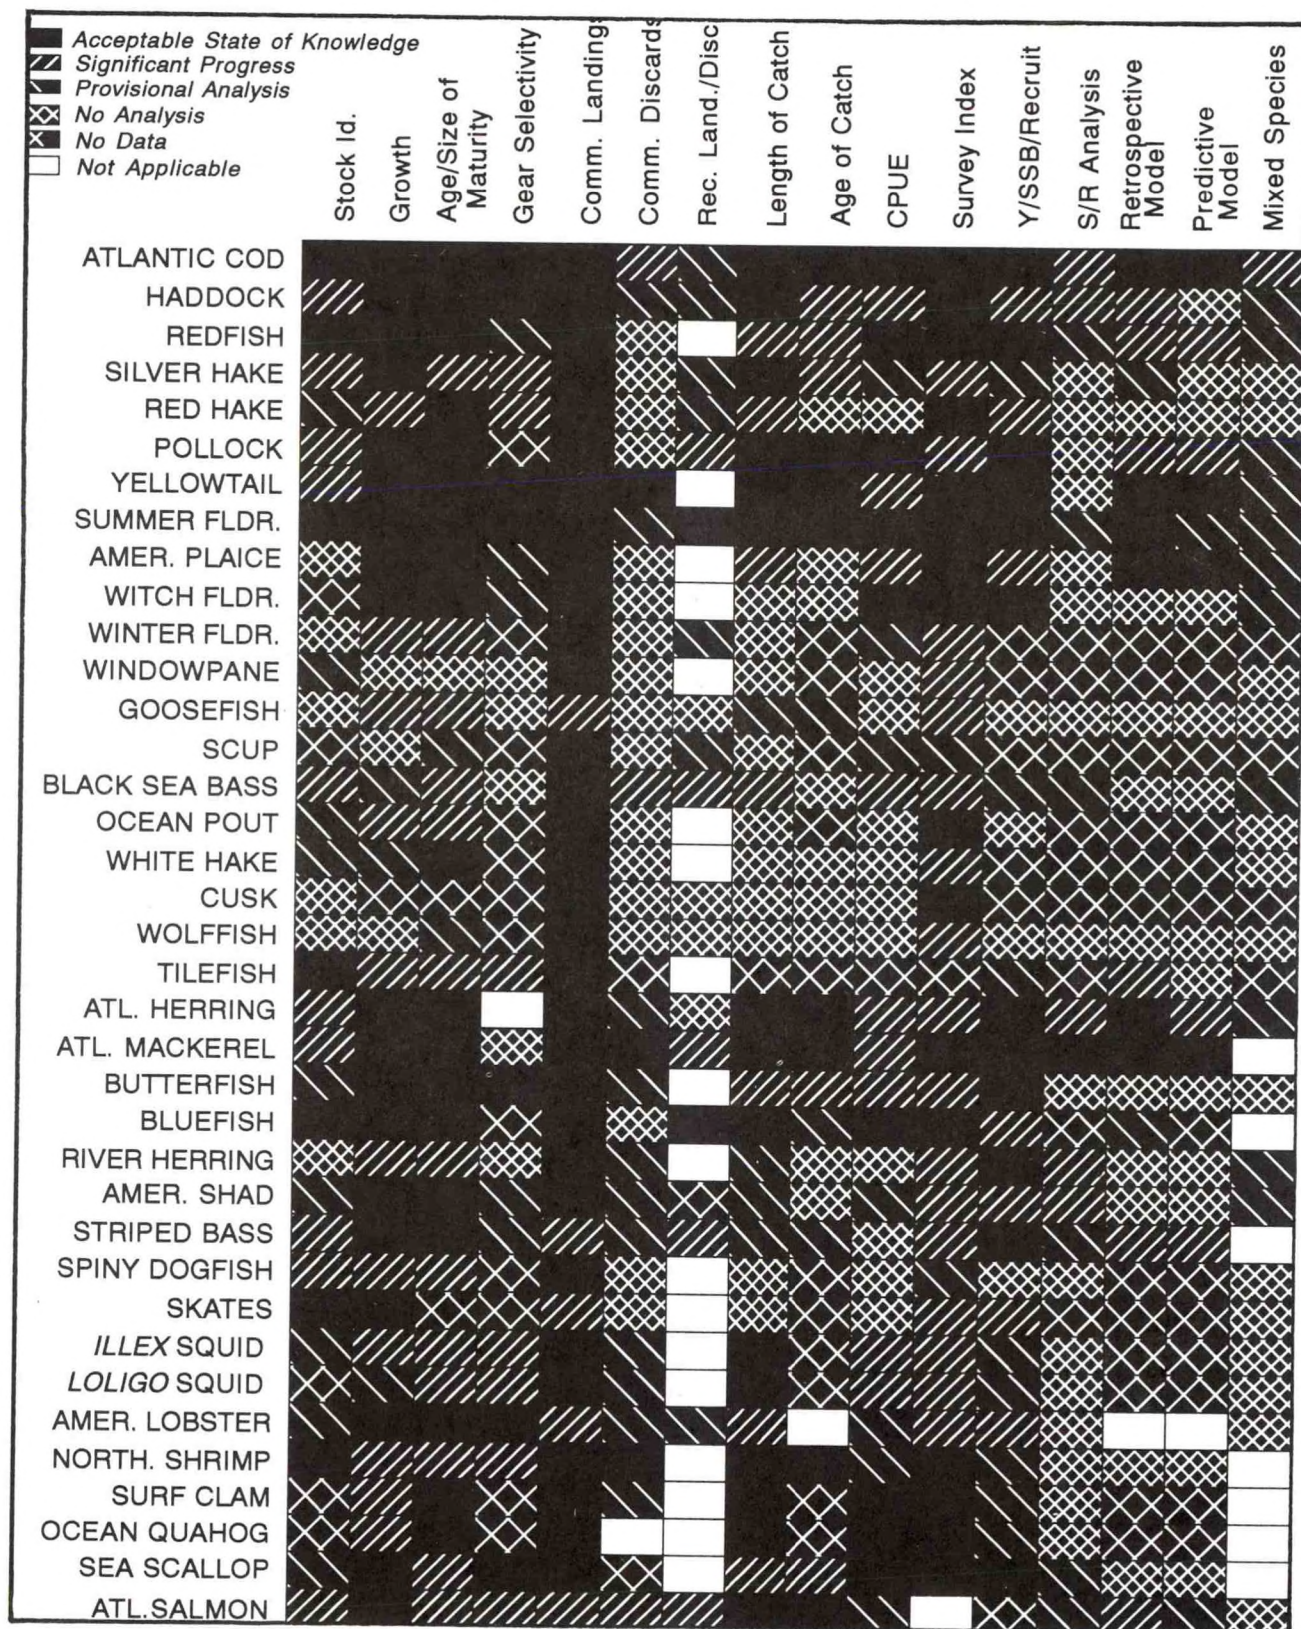 Acceptable State of Knowledge
Significant Progress
Provisional Analysis
No Analysis
No Data
Not Applicable
Stock Id.
Growth
Age/Size of
Maturity
Gear Selectivity
Comm. Landing
Comm. Discards
Rec. Land./Disc
Length of Catch
Age of Catch
CPUE
Survey Index
Y/SSB/Recruit
S/R Analysis
Retrospective
Model
Predictive
Model
Mixed Species
ATLANTIC COD
HADDOCK
REDFISH
SILVER HAKE
RED HAKE
POLLOCK
YELLOWTAIL
SUMMER FLDR.
AMER. PLAICE
WITCH FLDR.
WINTER FLDR.
WINDOWPANE
GOOSEFISH
SCUP
BLACK SEA BASS
OCEAN POUT
WHITE HAKE
CUSK
WOLFFISH
TILEFISH
ATL. HERRING
ATL. MACKEREL
BUTTERFISH
BLUEFISH
RIVER HERRING
AMER. SHAD
STRIPED BASS
SPINY DOGFISH
SKATES
ILLEX SQUID
LOLIGO SQUID
AMER. LOBSTER
NORTH. SHRIMP
SURF CLAM
OCEAN QUAHOG
SEA SCALLOP
ATL.SALMON